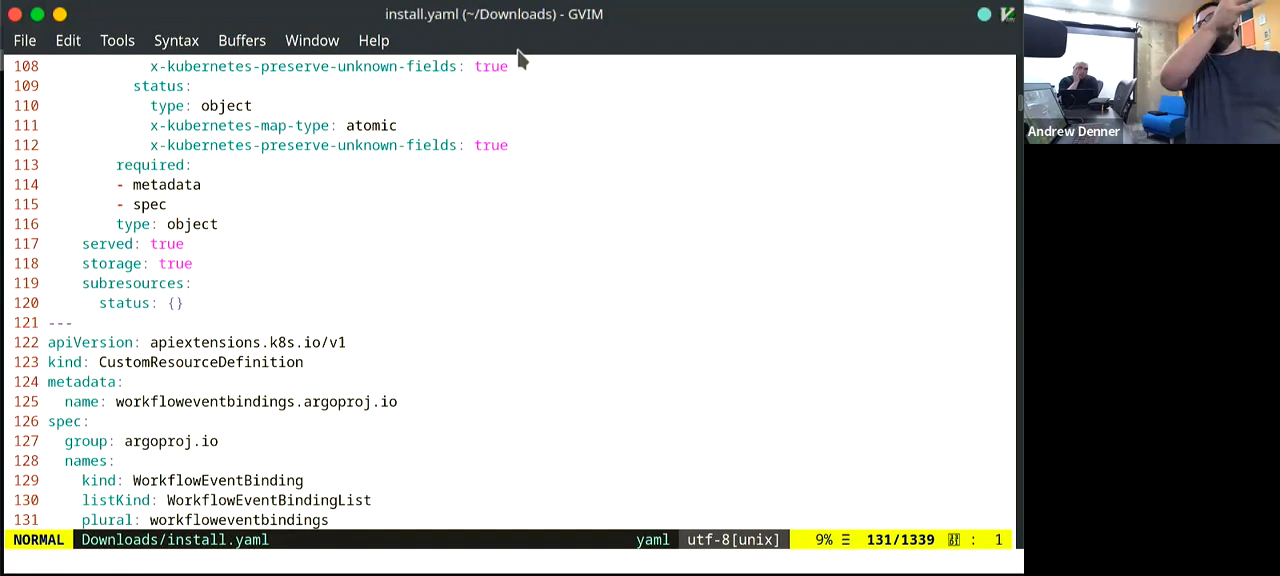 install.yaml (~/Downloads) - GVIM
File Edit Tools Syntax Buffers Window Help
108 x-kubernetes-preserve-unknown-fields: true
109 status:
110 type: object
111 x-kubernetes-map-type: atomic
112 x-kubernetes-preserve-unknown-fields: true
113 required:
114 - metadata
115 - spec
116 type: object
117 served: true
118 storage: true
119 subresources:
120 status: {}
121 ---
122 apiVersion: apiextensions.k8s.io/v1
123 kind: CustomResourceDefinition
124 metadata:
125 name: workfloweventbindings.argoproj.io
126 spec:
127 group: argoproj.io
128 names:
129 kind: WorkflowEventBinding
130 listKind: WorkflowEventBindingList
131 plural: workfloweventbindings
NORMAL Downloads/install.yaml yaml utf-8[unix] 9% ☰ 131/1339 : 1
Andrew Denner